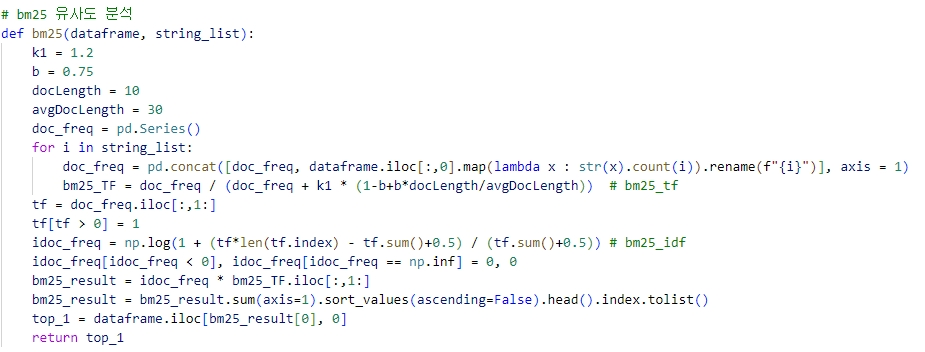 # bm25 유사도 분석
def bm25(dataframe, string_list):
    k1 = 1.2
    b = 0.75
    docLength = 10
    avgDocLength = 30
    doc_freq = pd.Series()
    for i in string_list:
        doc_freq = pd.concat([doc_freq, dataframe.iloc[:,0].map(lambda x : str(x).count(i)).rename(f"{i}")], axis = 1)
        bm25_TF = doc_freq / (doc_freq + k1 * (1-b+b*docLength/avgDocLength))  # bm25_tf
    tf = doc_freq.iloc[:,1:]
    tf[tf > 0] = 1
    idoc_freq = np.log(1 + (tf*len(tf.index) - tf.sum()+0.5) / (tf.sum()+0.5)) # bm25_idf
    idoc_freq[idoc_freq < 0], idoc_freq[idoc_freq == np.inf] = 0, 0
    bm25_result = idoc_freq * bm25_TF.iloc[:,1:]
    bm25_result = bm25_result.sum(axis=1).sort_values(ascending=False).head().index.tolist()
    top_1 = dataframe.iloc[bm25_result[0], 0]
    return top_1